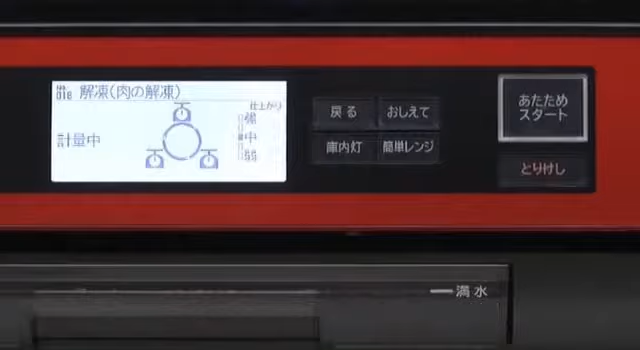 No.
018 解凍(肉の解凍)
仕上がり
強
中
弱
計量中
戻る
おしえて
庫内灯
簡単レンジ
あたため
スタート
とりけし
満水